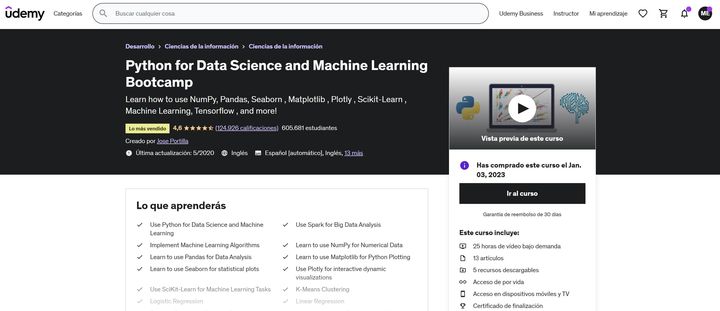 ûdemy
Categorías
Buscar cualquier cosa
Udemy Business
Instructor
Mi aprendizaje
ME
Desarrollo > Ciencias de la información > Ciencias de la información
Python for Data Science and Machine Learning
Bootcamp
Learn how to use NumPy, Pandas, Seaborn , Matplotlib , Plotly , Scikit-Learn ,
Machine Learning, Tensorflow , and more!
Lo más vendido 4,6 (124.926 calificaciones) 605.681 estudiantes
Creado por Jose Portilla
Última actualización: 5/2020 Inglés Español [automático], Inglés, 13 más
Vista previa de este curso
Has comprado este curso el Jan.
03, 2023
Ir al curso
Garantía de reembolso de 30 días
Este curso incluye:
25 horas de vídeo bajo demanda
13 artículos
5 recursos descargables
Acceso de por vida
Acceso en dispositivos móviles y TV
Certificado de finalización
Lo que aprenderás
Use Python for Data Science and Machine
Learning
Implement Machine Learning Algorithms
Learn to use Pandas for Data Analysis
Learn to use Seaborn for statistical plots
Use SciKit-Learn for Machine Learning Tasks
Logistic Regression
Use Spark for Big Data Analysis
Learn to use NumPy for Numerical Data
Learn to use Matplotlib for Python Plotting
Use Plotly for interactive dynamic
visualizations
K-Means Clustering
Linear Regression